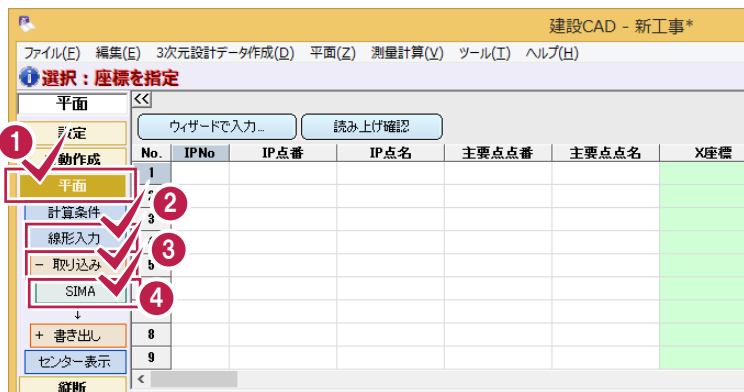 建設CAD - 新工事*
ファイル(F) 編集(E) 3次元設計データ作成(D) 平面(Z) 測量計算(V) ツール(T) ヘルプ(H)
選択:座標を指定
平面
<<
ウィザードで入力... 読み上げ確認
No. IPNo IP点番 IP点名 主要点点番 主要点点名 X座標
1
動作成
1
平面
計算条件
2
3
線形入力
3
- 取り込み
5
SIMA
4
↓
+ 書き出し
8
センター表示
9
縦断
<